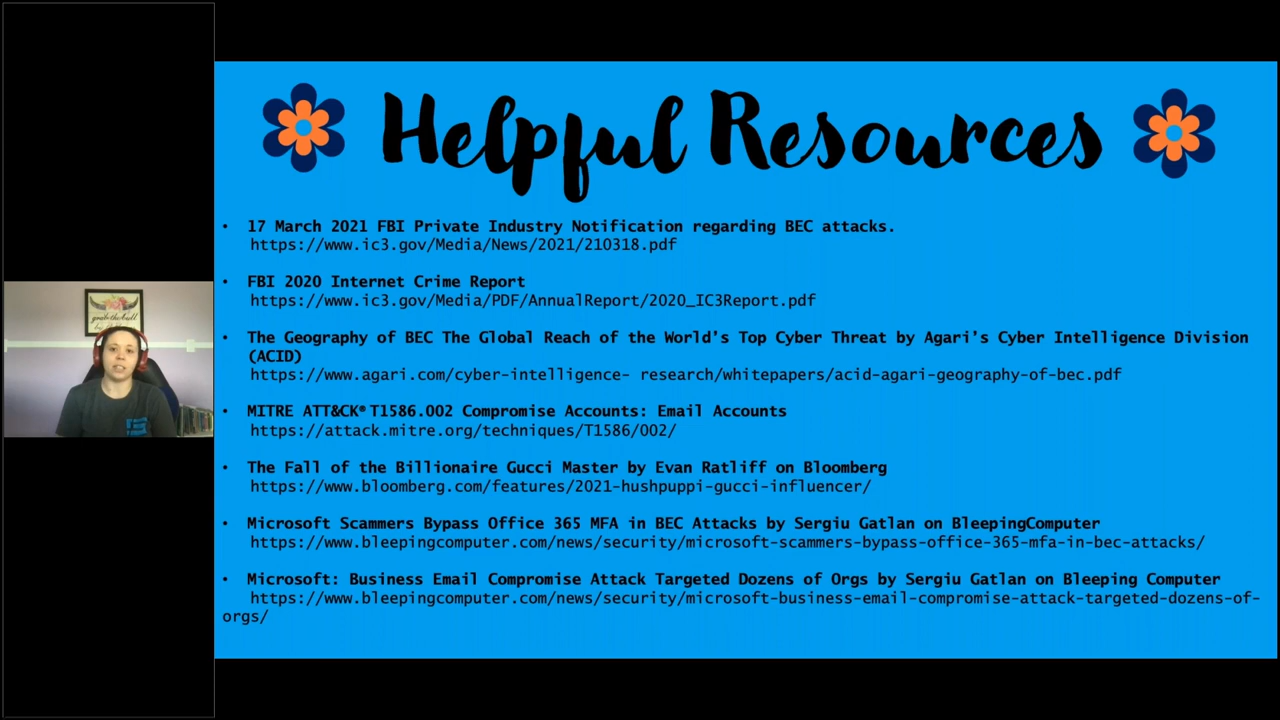 Helpful Resources
• 17 March 2021 FBI Private Industry Notification regarding BEC attacks.
https://www.ic3.gov/Media/News/2021/210318.pdf
• FBI 2020 Internet Crime Report
https://www.ic3.gov/Media/PDF/AnnualReport/2020_IC3Report.pdf
• The Geography of BEC The Global Reach of the World's Top Cyber Threat by Agari's Cyber Intelligence Division
(ACID)
https://www.agari.com/cyber-intelligence- research/whitepapers/acid-agari-geography-of-bec.pdf
• MITRE ATT&CK® T1586.002 Compromise Accounts: Email Accounts
https://attack.mitre.org/techniques/T1586/002/
• The Fall of the Billionaire Gucci Master by Evan Ratliff on Bloomberg
https://www.bloomberg.com/features/2021-hushpuppi-gucci-influencer/
• Microsoft Scammers Bypass Office 365 MFA in BEC Attacks by Sergiu Gatlan on BleepingComputer
https://www.bleepingcomputer.com/news/security/microsoft-scammers-bypass-office-365-mfa-in-bec-attacks/
• Microsoft: Business Email Compromise Attack Targeted Dozens of Orgs by Sergiu Gatlan on Bleeping Computer
https://www.bleepingcomputer.com/news/security/microsoft-business-email-compromise-attack-targeted-dozens-of-
orgs/